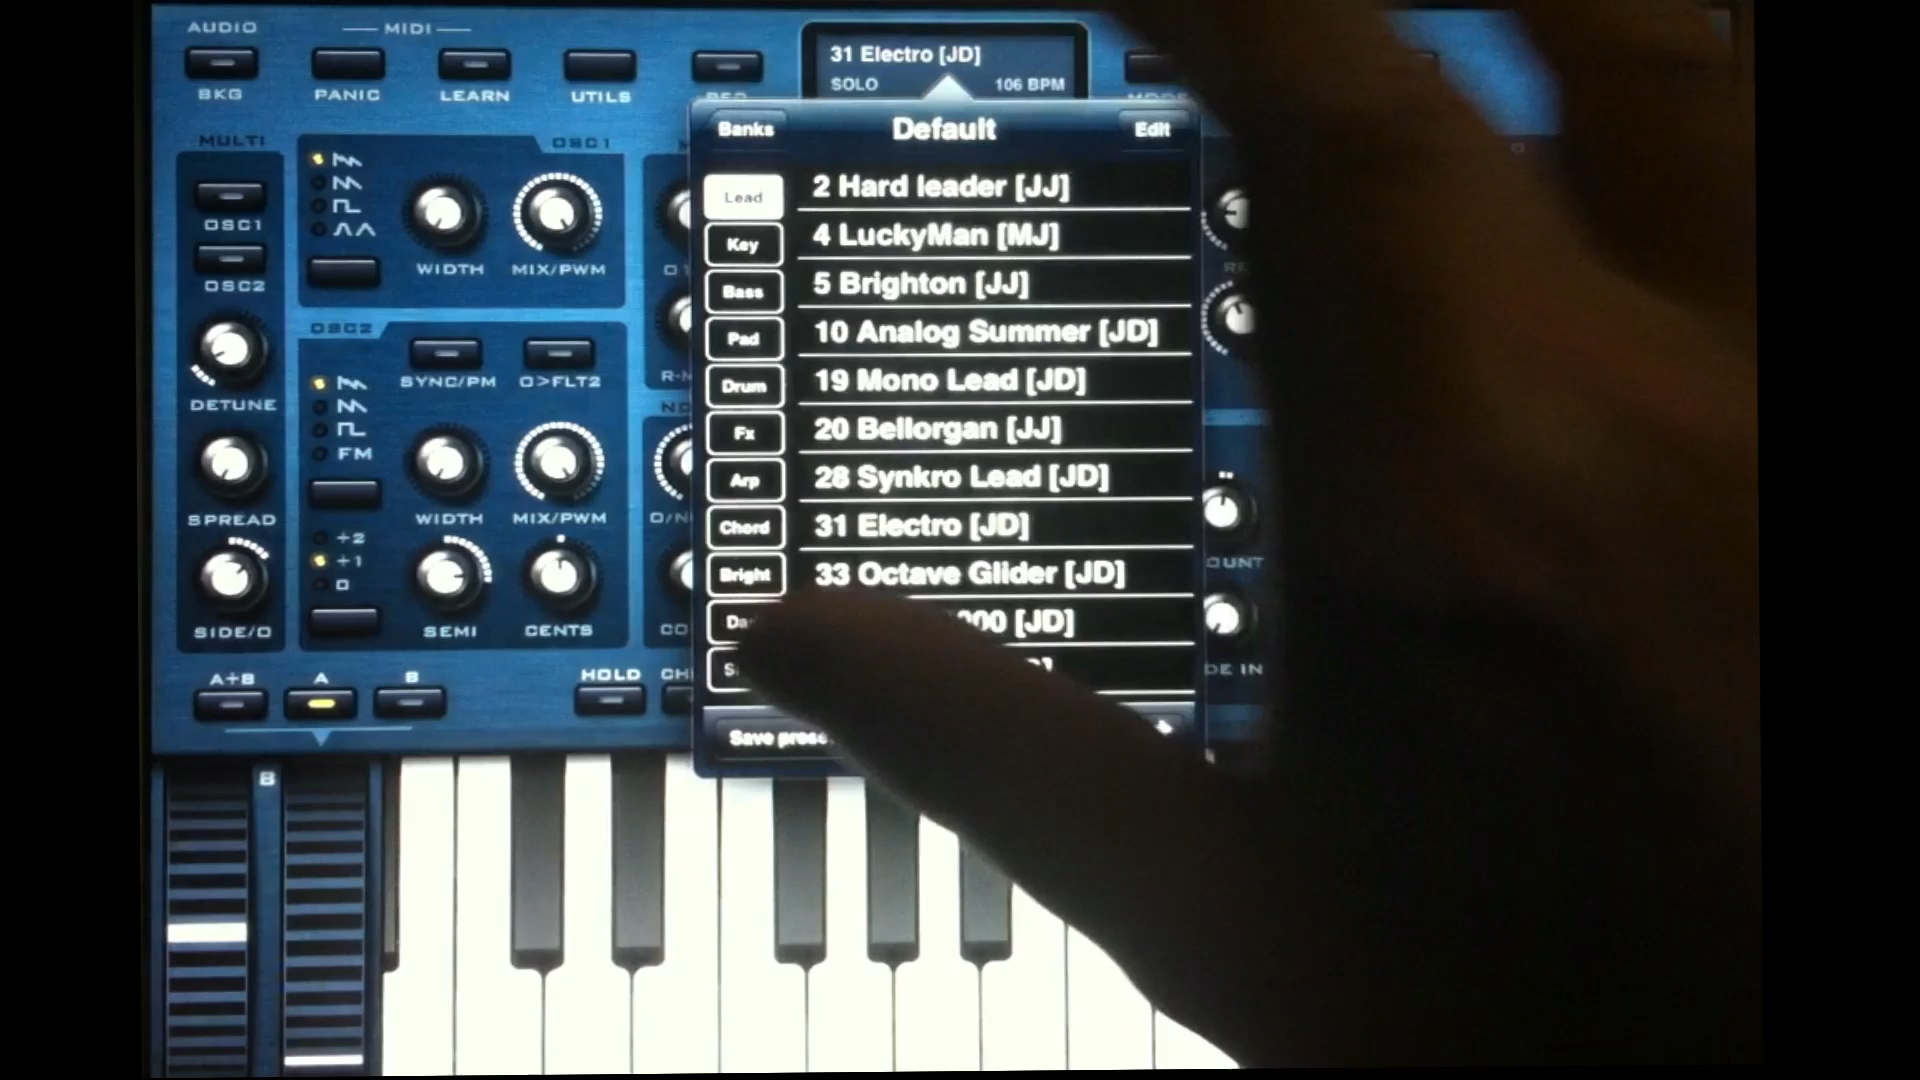 AUDIO
MIDI
BKG
PANIC
LEARN
UTILS
31 Electro [JD]
SOLO
106 BPM
Banks
Default
Edit
MULTI
OSC1
OSC2
DETUNE
SPREAD
SIDE/O
OSC1
WIDTH
MIX/PWM
OSC2
SYNC/PM
O>FLT2
FM
WIDTH
MIX/PWM
+2
+1
0
SEMI
CENTS
A+B
A
B
HOLD
Lead
Key
Bass
Pad
Drum
Fx
Arp
Chord
Bright
2 Hard leader [JJ]
4 LuckyMan [MJ]
5 Brighton [JJ]
10 Analog Summer [JD]
19 Mono Lead [JD]
20 Bellorgan [JJ]
28 Synkro Lead [JD]
31 Electro [JD]
33 Octave Glider [JD]
[JD]
Save
B